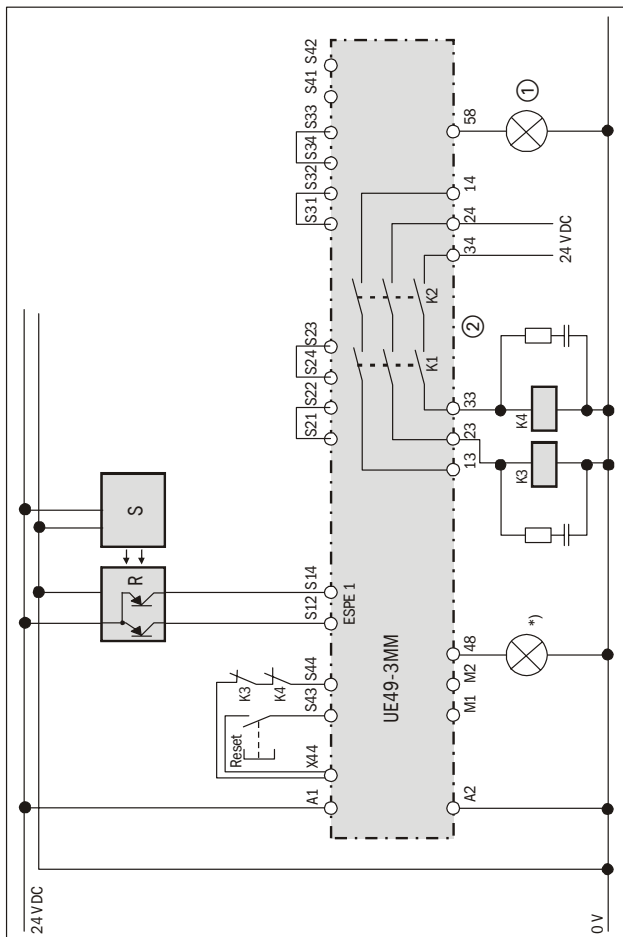 24 V DC
S
R
Reset
K3
K4
A1
X44
S43
S44
S12
S14
S21
S22
S24
S23
S31
S32
S34
S33
S41
S42
ESPE 1
UE49-3MM
K1
K2
A2
M1
M2
48
13
23
33
34
24
14
58
*)
K3
K4
②
24 V DC
①
0 V